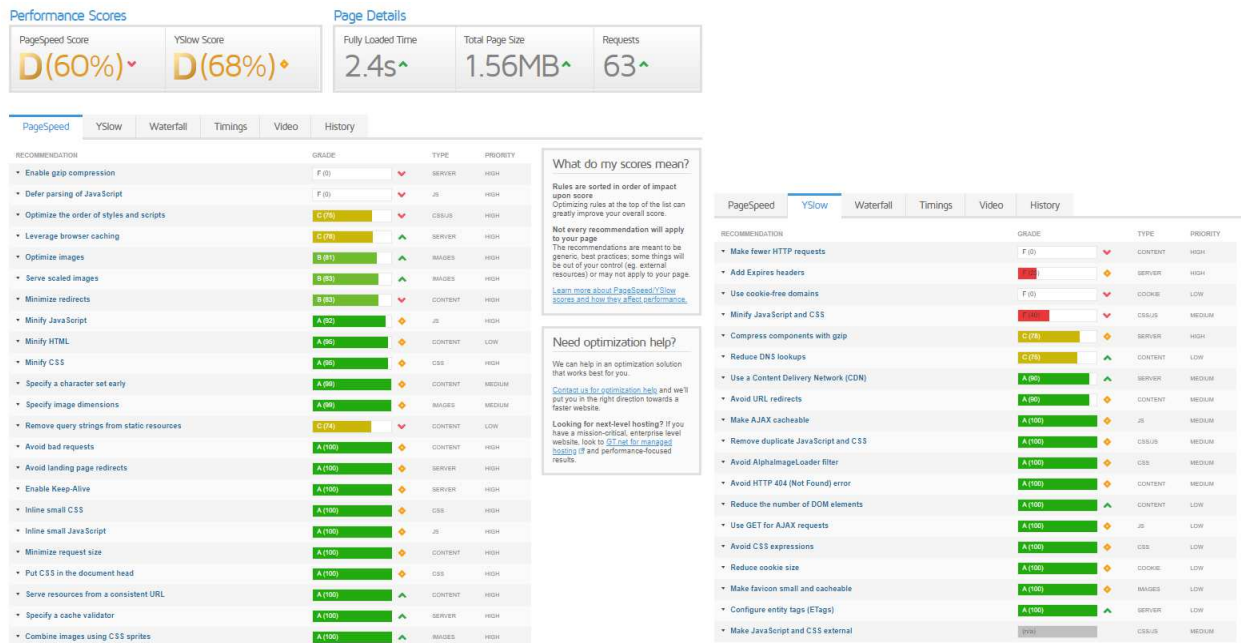 Performance Scores
PageSpeed Score
D(60%)
YSlow Score
D(68%)
Page Details
Fully Loaded Time
2.4s
Total Page Size
1.56MB
Requests
63
PageSpeed YSlow Waterfall Timings Video History
RECOMMENDATION GRADE TYPE PRIORITY
Enable gzip compression F (0) SERVER HIGH
Defer parsing of JavaScript F (0) JS HIGH
Optimize the order of styles and scripts CSS/JS HIGH
Leverage browser caching SERVER HIGH
Optimize images B (81) IMAGES HIGH
Serve scaled images B (83) IMAGES HIGH
Minimize redirects B (83) CONTENT HIGH
Minify JavaScript A (92) JS HIGH
Minify HTML CONTENT LOW
Minify CSS CSS HIGH
Specify a character set early A (99) CONTENT MEDIUM
Specify image dimensions A (99) IMAGES MEDIUM
Remove query strings from static resources C (74) CONTENT LOW
Avoid bad requests A (100) CONTENT HIGH
Avoid landing page redirects A (100) SERVER HIGH
Enable Keep-Alive A (100) SERVER HIGH
Inline small CSS A (100) CSS HIGH
Inline small JavaScript A (100) JS HIGH
Minimize request size A (100) CONTENT HIGH
Put CSS in the document head A (100) CSS HIGH
Serve resources from a consistent URL A (100) CONTENT HIGH
Specify a cache validator A (100) SERVER HIGH
Combine images using CSS sprites A (100) IMAGES HIGH
What do my scores mean?
Rules are sorted in order of impact
upon score
Optimizing rules at the top of the list can
greatly improve your overall score.
Not every recommendation will apply
to your page
The recommendations are meant to be
generic, best practices; some things will
be out of your control (eg. external
resources) or may not apply to your page.
Learn more about PageSpeed/YSlow
scores and how they affect performance.
Need optimization help?
We can help in an optimization solution
that works best for you.
Contact us for optimization help and we'll
put you in the right direction towards a
faster website.
Looking for next-level hosting? If you
have a mission-critical, enterprise level
website, look to GT.net for managed
hosting and performance-focused
results.
PageSpeed YSlow Waterfall Timings Video History
RECOMMENDATION GRADE TYPE PRIORITY
Make fewer HTTP requests F (0) CONTENT HIGH
Add Expires headers SERVER HIGH
Use cookie-free domains F (0) COOKIE LOW
Minify JavaScript and CSS CSS/JS MEDIUM
Compress components with gzip SERVER HIGH
Reduce DNS lookups CONTENT LOW
Use a Content Delivery Network (CDN) A (90) SERVER MEDIUM
Avoid URL redirects A (90) CONTENT MEDIUM
Make AJAX cacheable A (100) JS MEDIUM
Remove duplicate JavaScript and CSS A (100) CSS/JS MEDIUM
Avoid AlphaImageLoader filter A (100) CSS MEDIUM
Avoid HTTP 404 (Not Found) error A (100) CONTENT MEDIUM
Reduce the number of DOM elements A (100) CONTENT LOW
Use GET for AJAX requests A (100) JS LOW
Avoid CSS expressions A (100) CSS LOW
Reduce cookie size A (100) COOKIE LOW
Make favicon small and cacheable A (100) IMAGES LOW
Configure entity tags (ETags) A (100) SERVER LOW
Make JavaScript and CSS external (n/a) CSS/JS MEDIUM